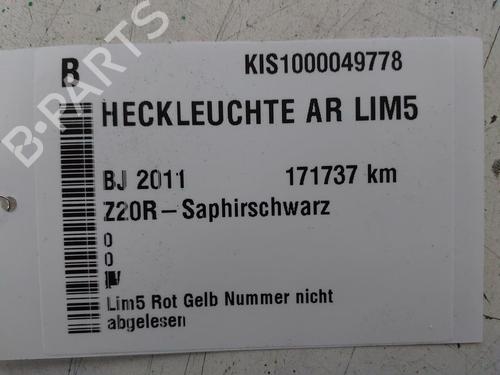 B KIS1000049778
HECKLEUCHTE AR LIM5
BJ 2011 171737 km
Z20R–Saphirschwarz
0
0
Lim5 Rot Gelb Nummer nicht
abgelesen
B-PARTS